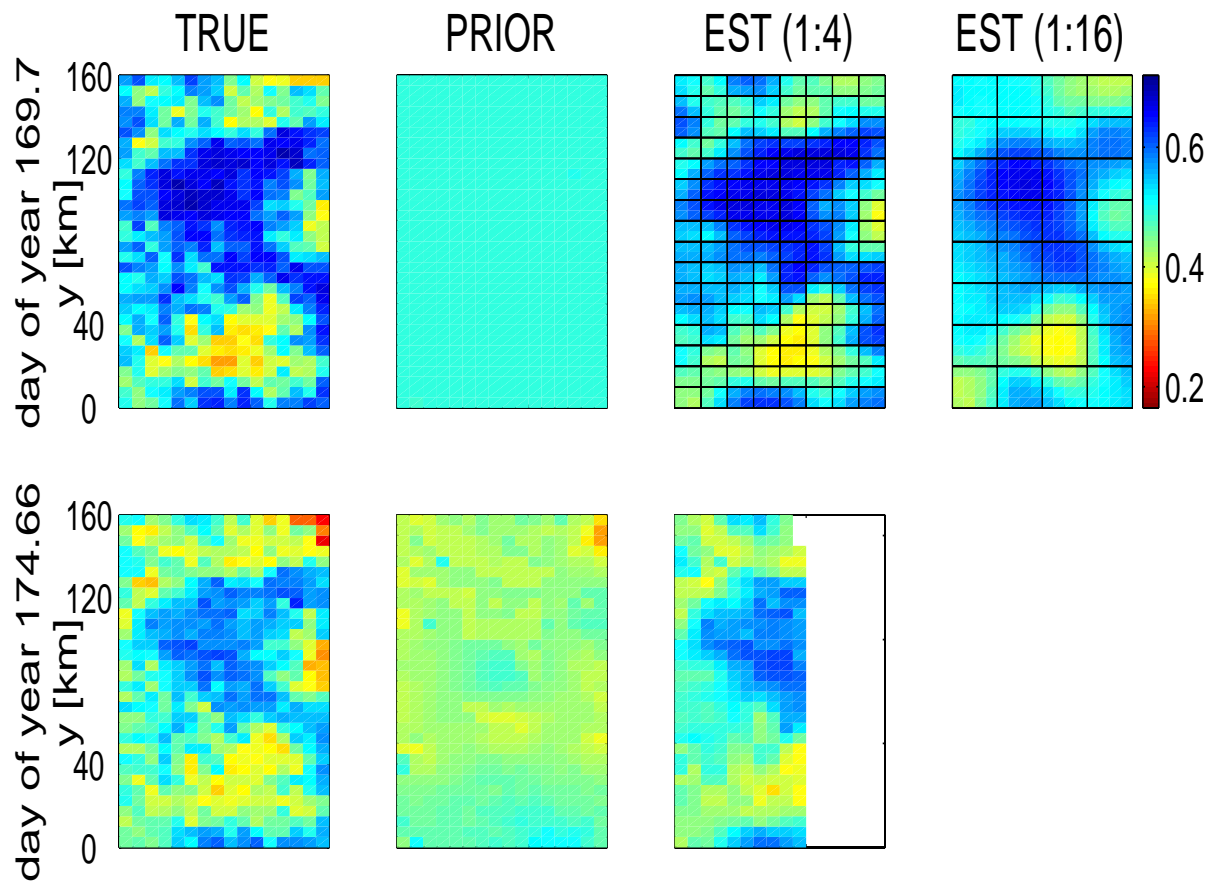 TRUE PRIOR EST (1:4) EST (1:16)
day of year 169.7
y [km]
160
120
40
0
0.6
0.4
0.2
day of year 174.66
y [km]
160
120
40
0